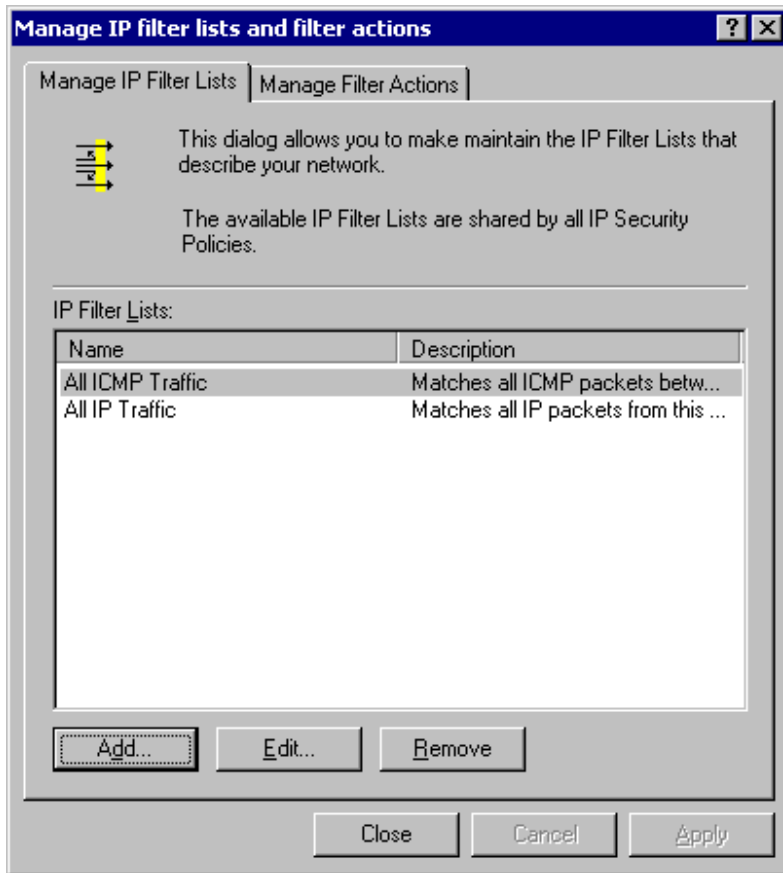 Manage IP filter lists and filter actions
Manage IP Filter Lists Manage Filter Actions
This dialog allows you to make maintain the IP Filter Lists that
describe your network.
The available IP Filter Lists are shared by all IP Security
Policies.
IP Filter Lists:
Name Description
All ICMP Traffic Matches all ICMP packets betw...
All IP Traffic Matches all IP packets from this ...
Add... Edit... Remove
Close Cancel Apply